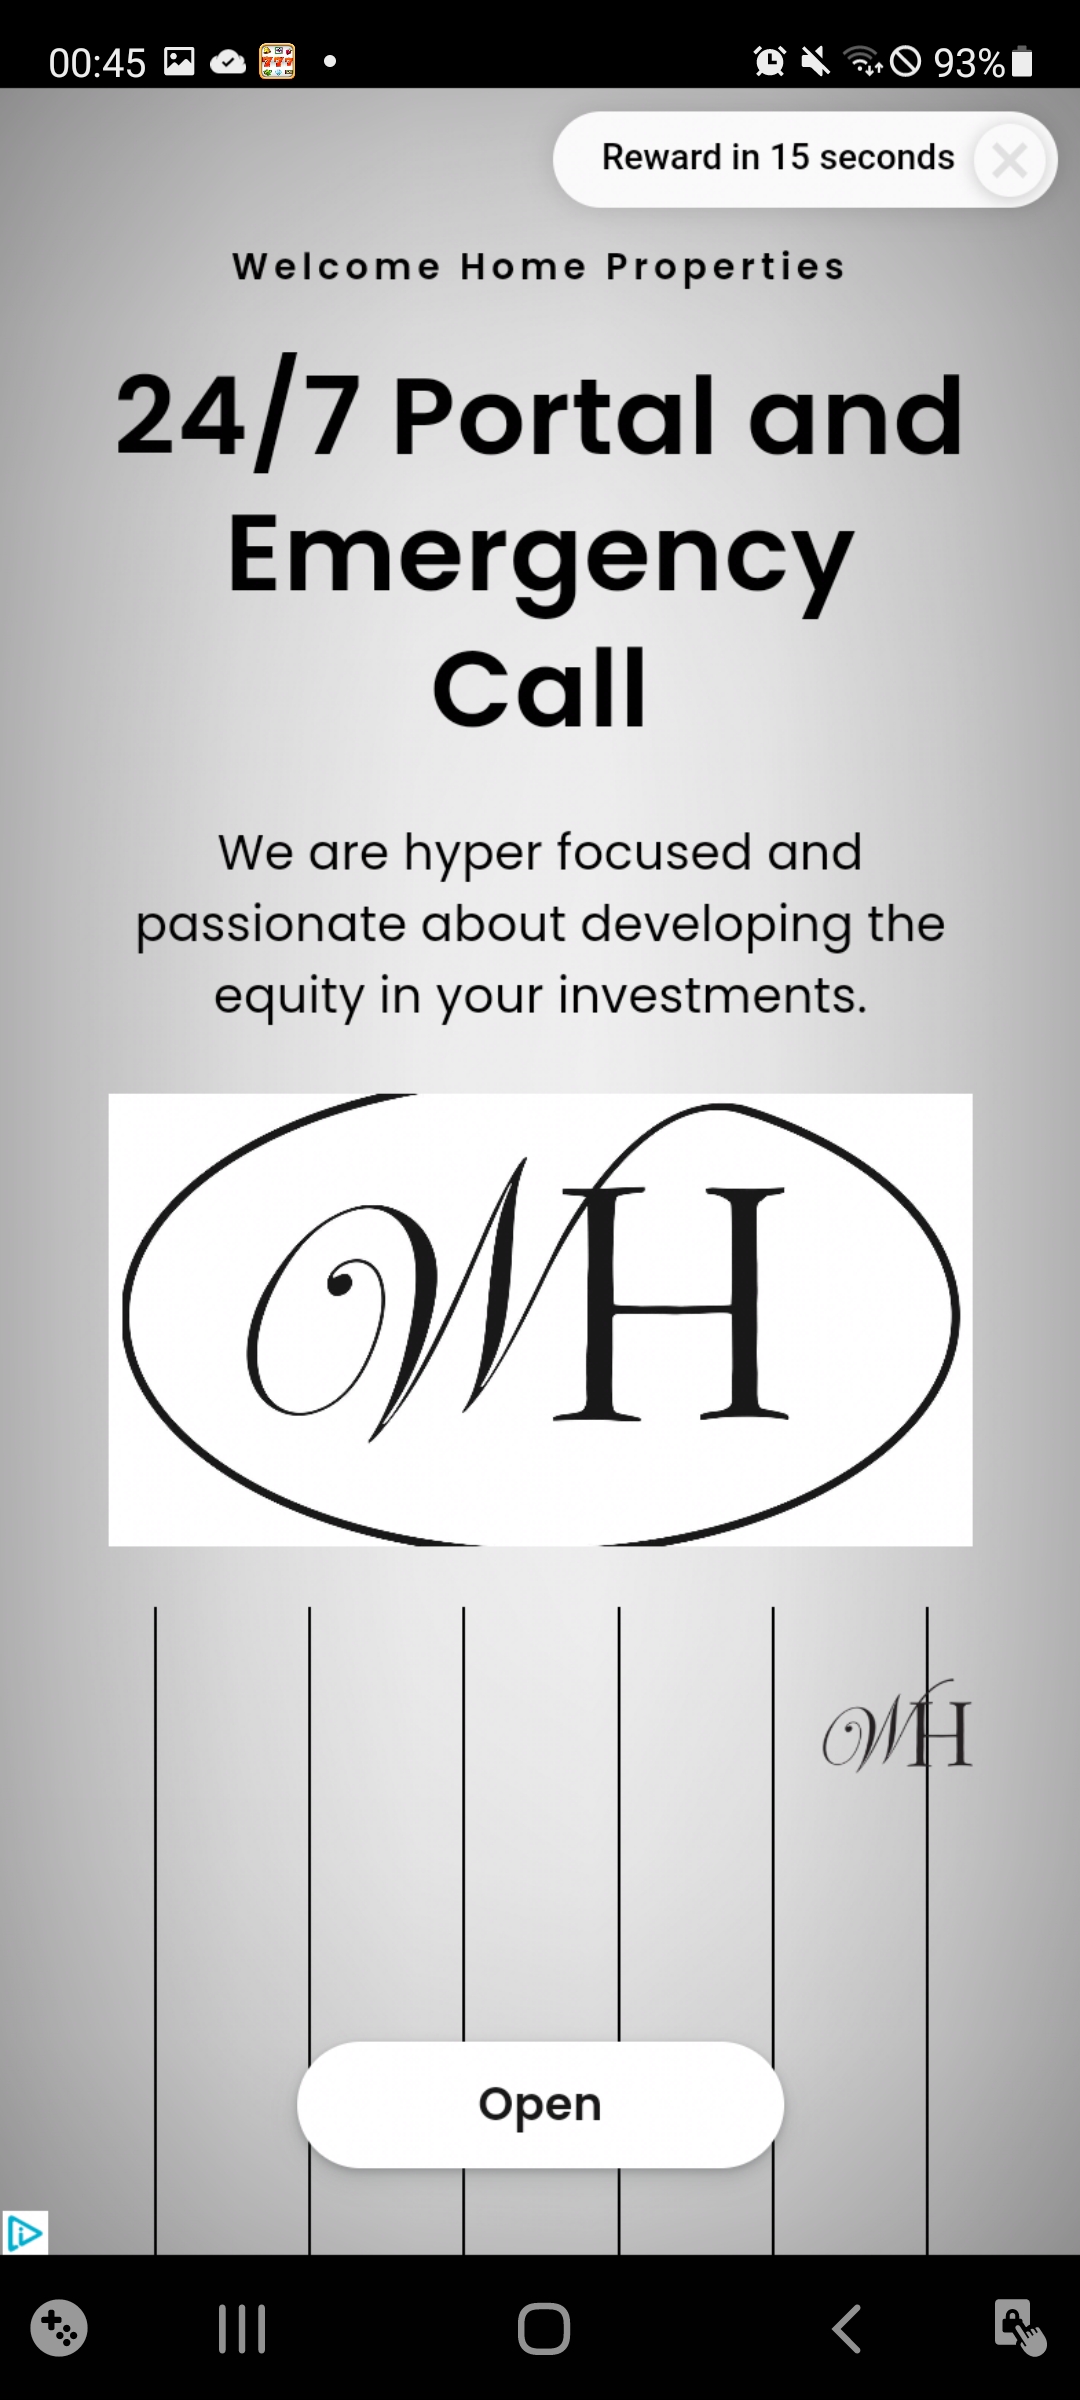 00:45
93%
Reward in 15 seconds
Welcome Home Properties
24/7 Portal and
Emergency
Call
We are hyper focused and
passionate about developing the
equity in your investments.
WH
WH
Open